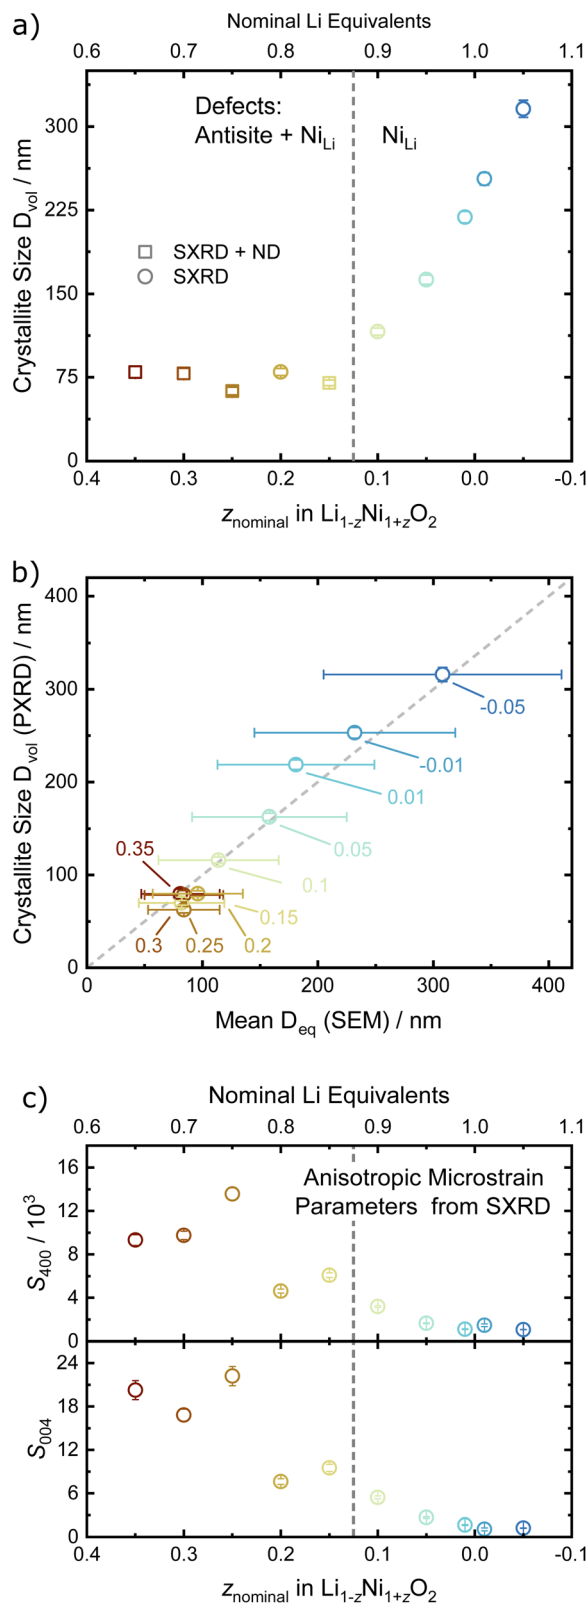 a)
Nominal Li Equivalents
0.6 0.7 0.8 0.9 1.0 1.1
Defects:
Antisite + Ni_Li
Ni_Li
SXRD + ND
SXRD
Crystallite Size D_vol / nm
300
225
150
75
0
0.4 0.3 0.2 0.1 0.0 -0.1
z_nominal in Li_1-z Ni_1+z O_2
b)
Crystallite Size D_vol (PXRD) / nm
400
300
200
100
0
-0.05
-0.01
0.01
0.05
0.1
0.35
0.15
0.3 0.25 0.2
0 100 200 300 400
Mean D_eq (SEM) / nm
c)
Nominal Li Equivalents
0.6 0.7 0.8 0.9 1.0 1.1
Anisotropic Microstrain
Parameters from SXRD
S_400 / 10^3
16
12
8
4
0
S_004
24
18
12
6
0
0.4 0.3 0.2 0.1 0.0 -0.1
z_nominal in Li_1-z Ni_1+z O_2